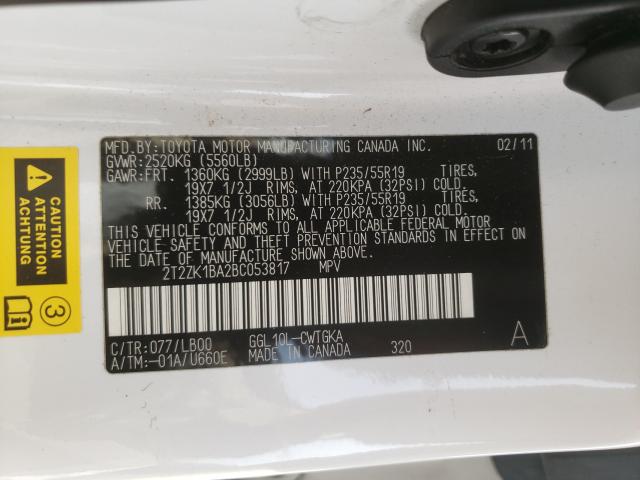 MFD.BY:TOYOTA MOTOR MANUFACTURING CANADA INC. 02/11
GVWR:2520KG (5560LB)
GAWR:FRT. 1360KG (2999LB) WITH P235/55R19 TIRES,
19X7 1/2J RIMS, AT 220KPA (32PSI) COLD.
RR. 1385KG (3056LB) WITH P235/55R19 TIRES,
19X7 1/2J RIMS, AT 220KPA (32PSI) COLD.
THIS VEHICLE CONFORMS TO ALL APPLICABLE FEDERAL MOTOR
VEHICLE SAFETY AND THEFT PREVENTION STANDARDS IN EFFECT ON
THE DATE OF MANUFACTURE SHOWN ABOVE.
2T2ZK1BA2BC053817 MPV
C/TR:077/LB00 GGL10L-CWTGKA A
A/TM:-01A/U660E MADE IN CANADA 320
CAUTION
ATTENTION
ACHTUNG
3